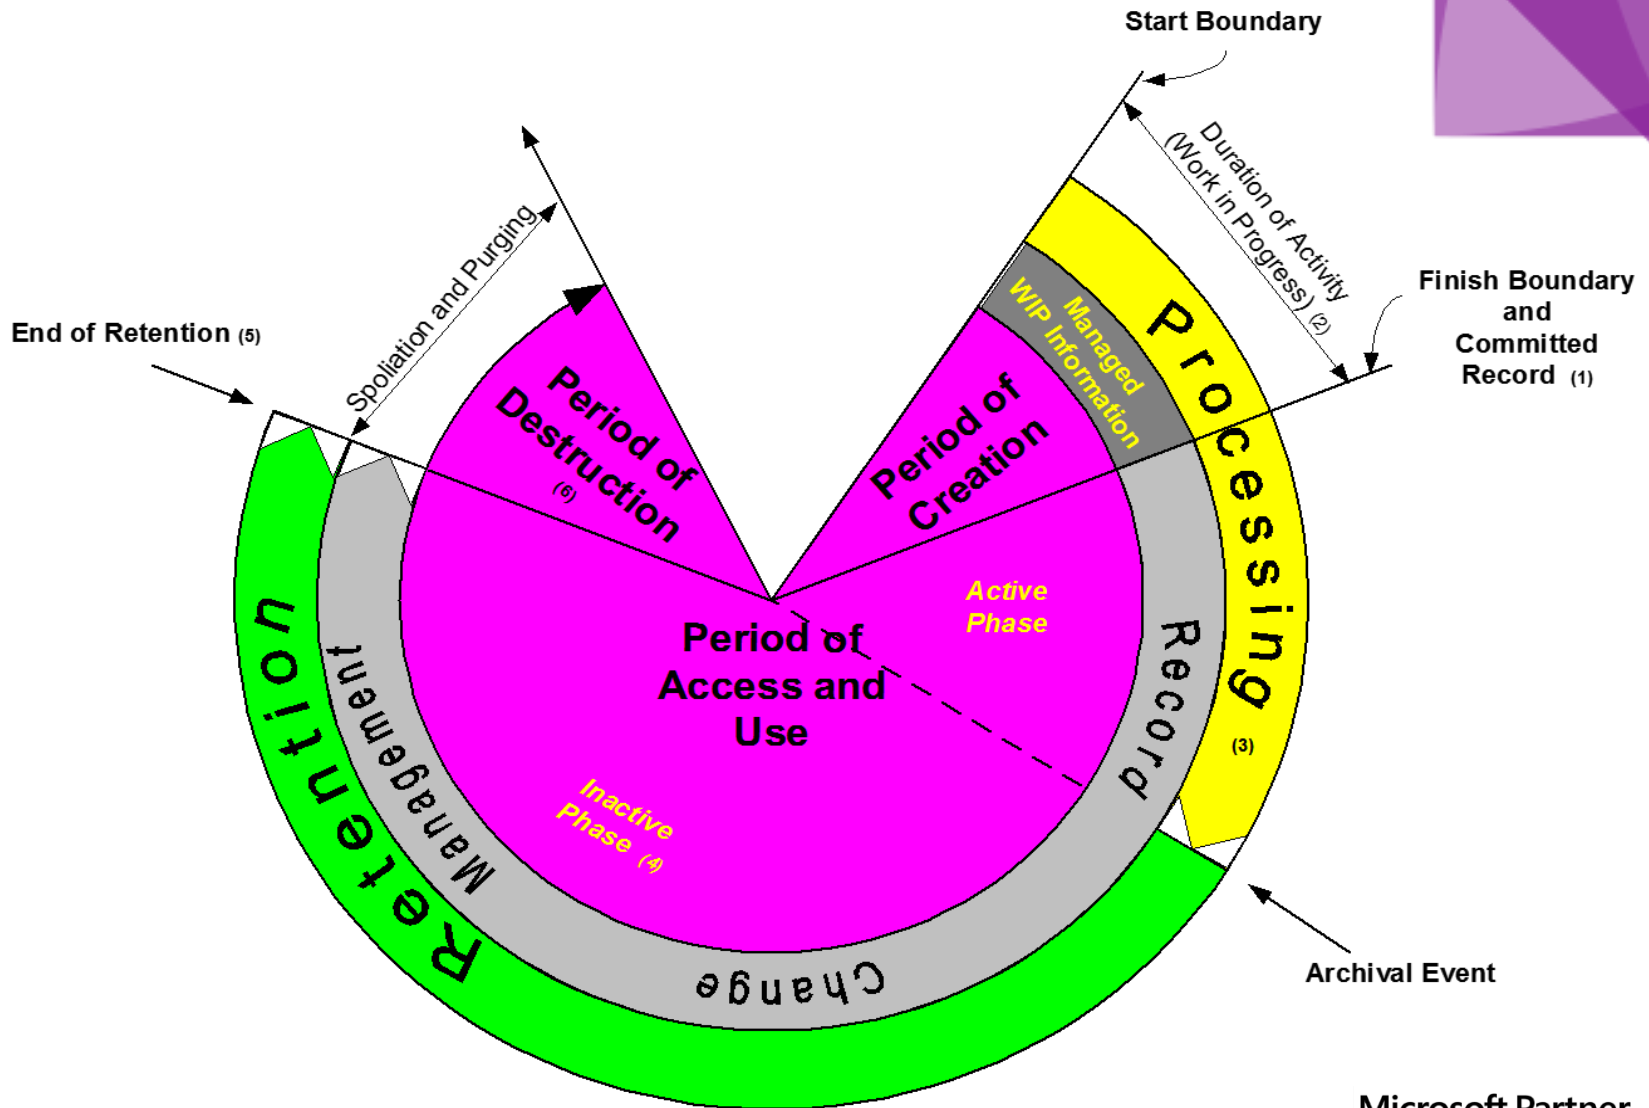 Start Boundary
Duration of Activity
(Work in Progress) (2)
Finish Boundary
and
Committed
Record (1)
End of Retention (5)
Spoliation and Purging
Period of
Destruction
(6)
Period of
Creation
Managed
WIP Information
Processing
(3)
Active
Phase
Period of
Access and
Use
Inactive
Phase (4)
Record
Change
Management
Retention
Archival Event
Microsoft Partner